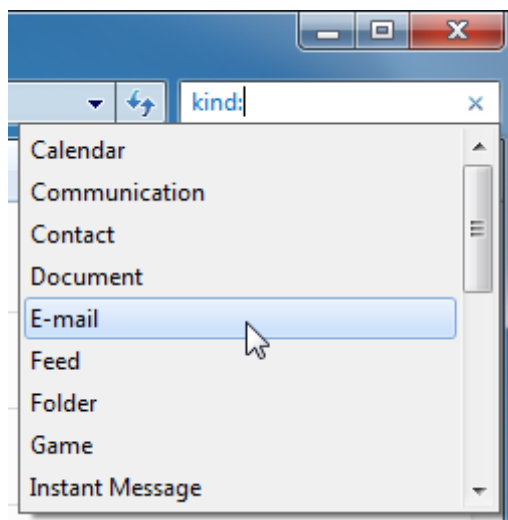 kind:
Calendar
Communication
Contact
Document
E-mail
Feed
Folder
Game
Instant Message